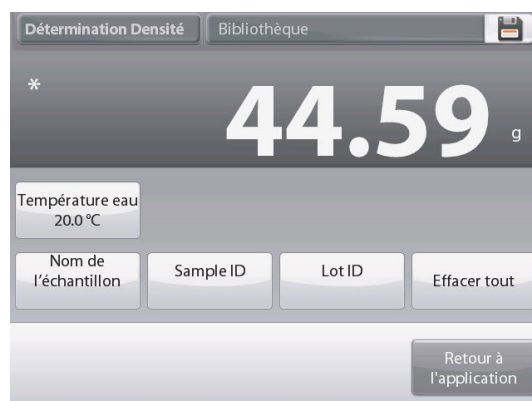 Détermination Densité
Bibliothèque
*
44.59 g
Température eau
20.0 °C
Nom de
l'échantillon
Sample ID
Lot ID
Effacer tout
Retour à
l'application